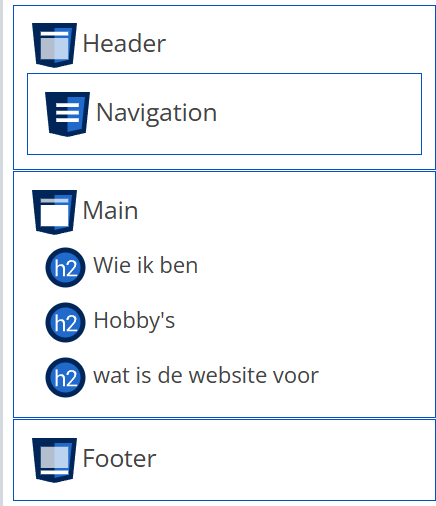 Header
Navigation
Main
h2 Wie ik ben
h2 Hobby's
h2 wat is de website voor
Footer